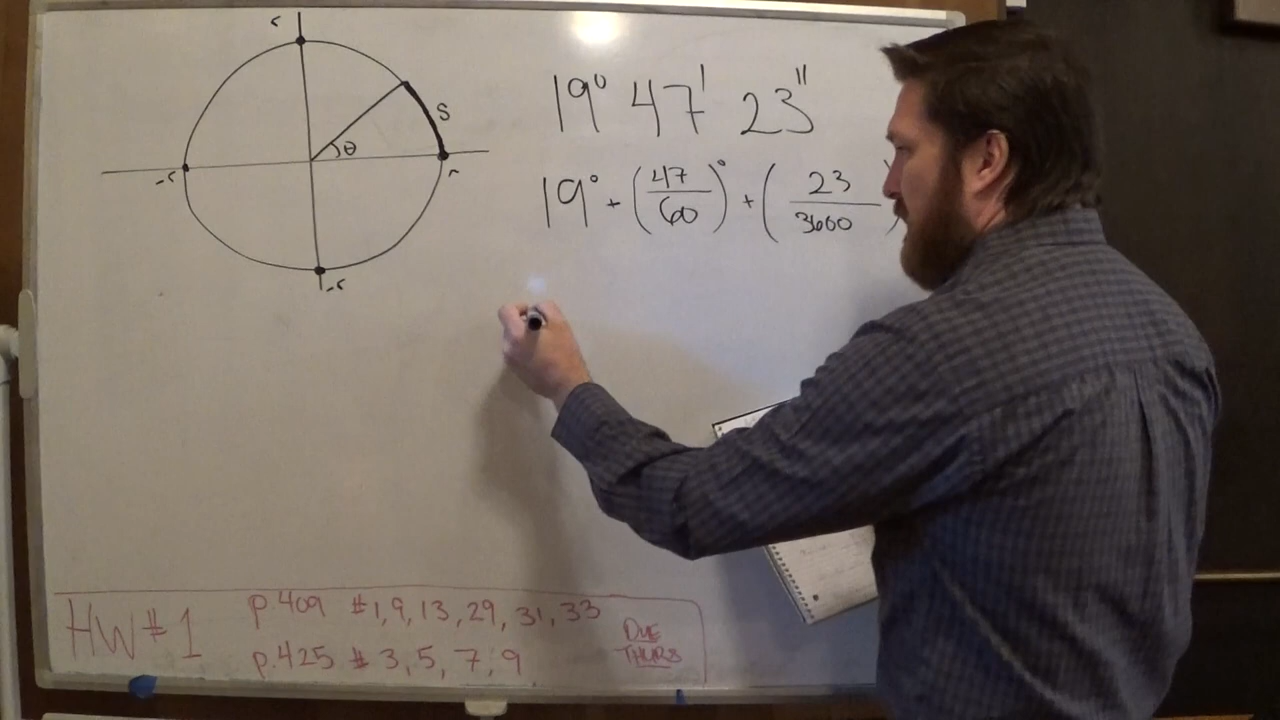 r
S
θ
-r
r
-r
19° 47' 23"
19° + (47/60)° + (23/3600)
HW #1
p.409 #1,9,13,29,31,33
p.425 # 3,5,7,9
DUE
THURS